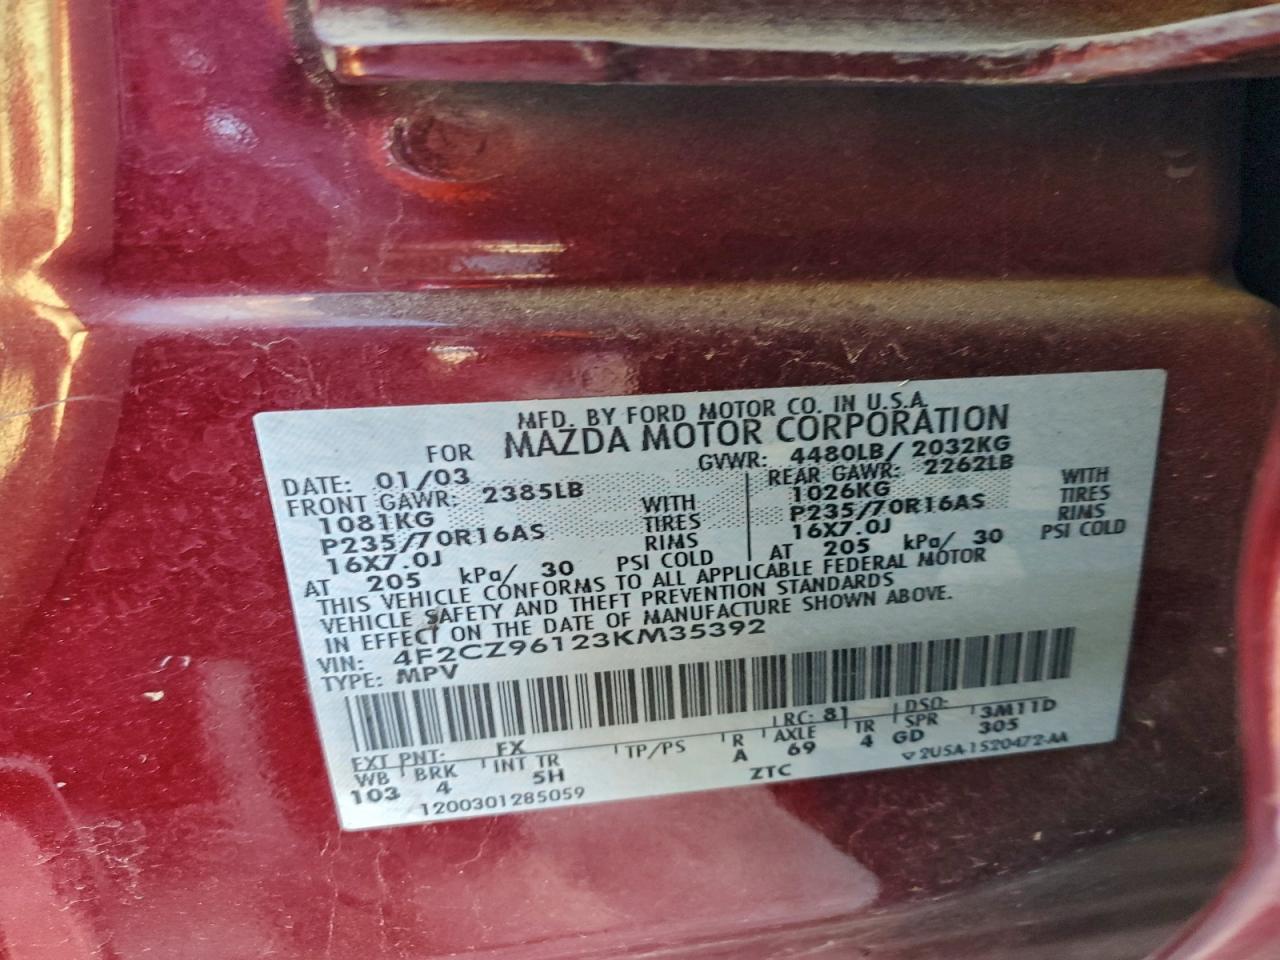 MFD. BY FORD MOTOR CO. IN U.S.A.
FOR MAZDA MOTOR CORPORATION
DATE: 01/03 GVWR: 4480LB/ 2032KG
FRONT GAWR: 2385LB REAR GAWR: 2262LB
1081KG WITH 1026KG WITH
P235/70R16AS TIRES P235/70R16AS TIRES
16X7.0J RIMS 16X7.0J RIMS
AT 205 kPa/ 30 PSI COLD AT 205 kPa/ 30 PSI COLD
THIS VEHICLE CONFORMS TO ALL APPLICABLE FEDERAL MOTOR
VEHICLE SAFETY AND THEFT PREVENTION STANDARDS
IN EFFECT ON THE DATE OF MANUFACTURE SHOWN ABOVE.
VIN: 4F2CZ96123KM35392
TYPE: MPV
EXT PNT: FX RC: 81 DSO: 3M11D
WB BRK INT TR TP/PS R AXLE TR SPR
103 4 5H A 69 4 GD 305
1200301285059 ZTC 2U5A-1520472-AA